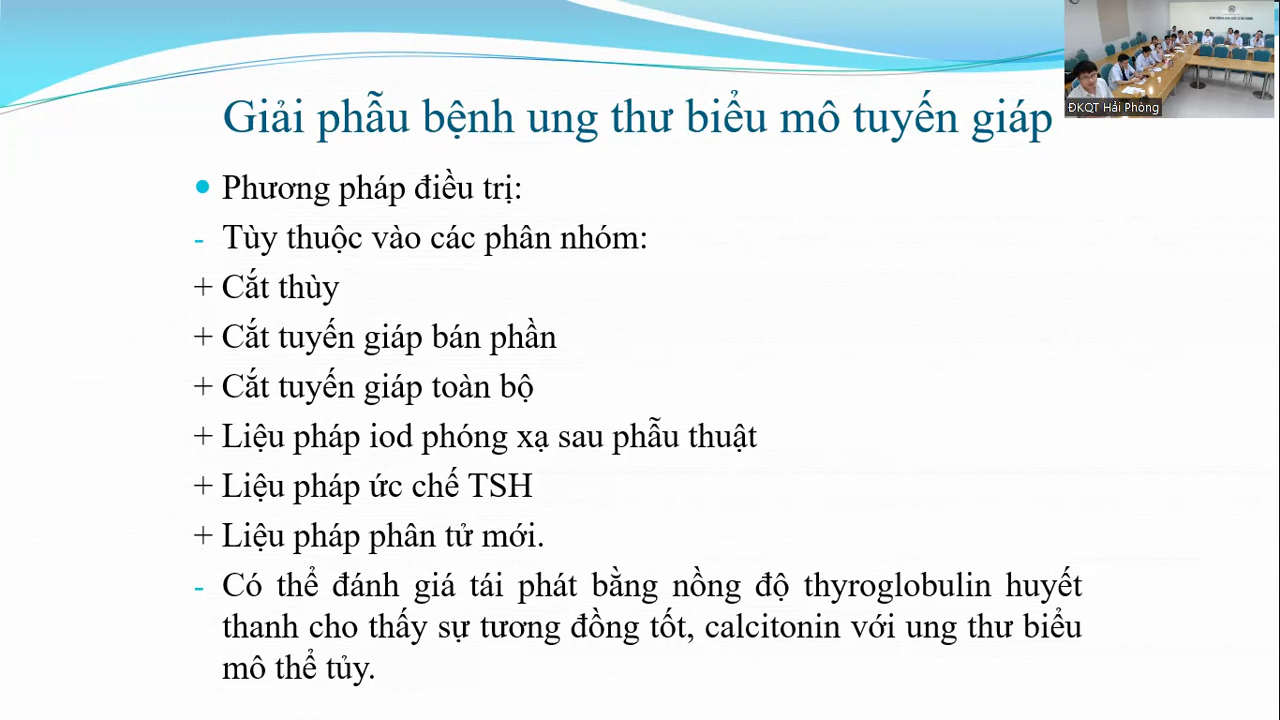 Giải phẫu bệnh ung thư biểu mô tuyến giáp
ĐKQT Hải Phòng
Phương pháp điều trị:
- Tùy thuộc vào các phân nhóm:
+ Cắt thùy
+ Cắt tuyến giáp bán phần
+ Cắt tuyến giáp toàn bộ
+ Liệu pháp iod phóng xạ sau phẫu thuật
+ Liệu pháp ức chế TSH
+ Liệu pháp phân tử mới.
- Có thể đánh giá tái phát bằng nồng độ thyroglobulin huyết
thanh cho thấy sự tương đồng tốt, calcitonin với ung thư biểu
mô thể tủy.